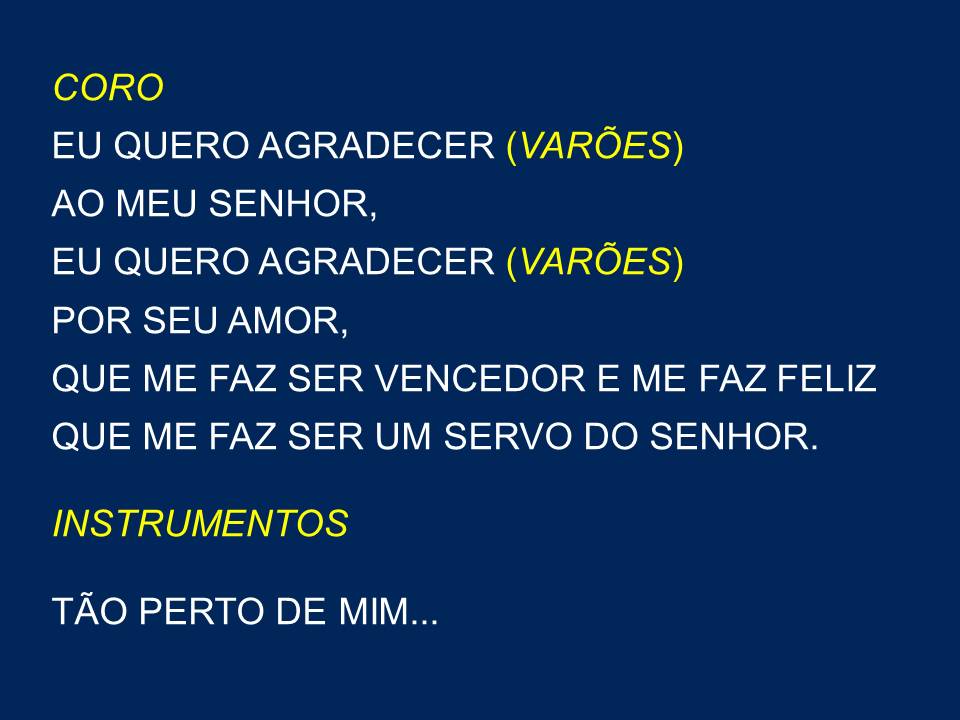 CORO
EU QUERO AGRADECER (VARÕES)
AO MEU SENHOR,
EU QUERO AGRADECER (VARÕES)
POR SEU AMOR,
QUE ME FAZ SER VENCEDOR E ME FAZ FELIZ
QUE ME FAZ SER UM SERVO DO SENHOR.
INSTRUMENTOS
TÃO PERTO DE MIM...